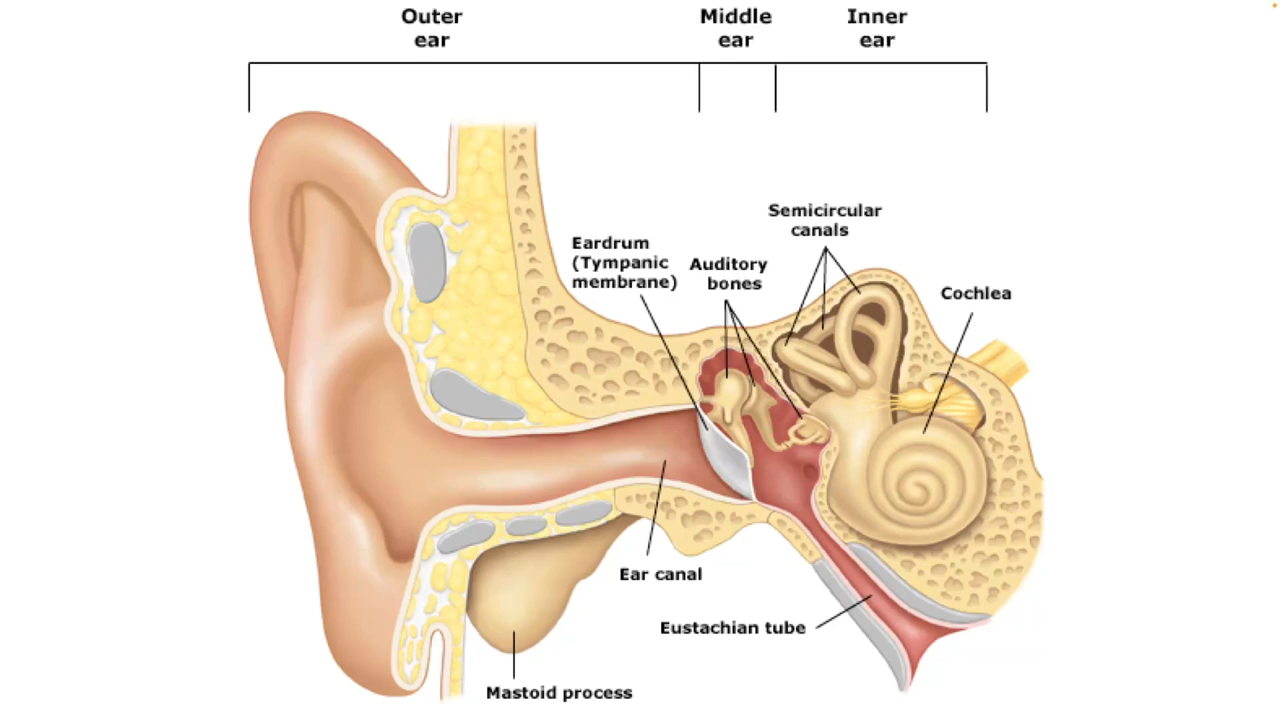 Outer
ear
Middle
ear
Inner
ear
Semicircular
canals
Eardrum
(Tympanic
membrane)
Auditory
bones
Cochlea
Ear canal
Eustachian tube
Mastoid process